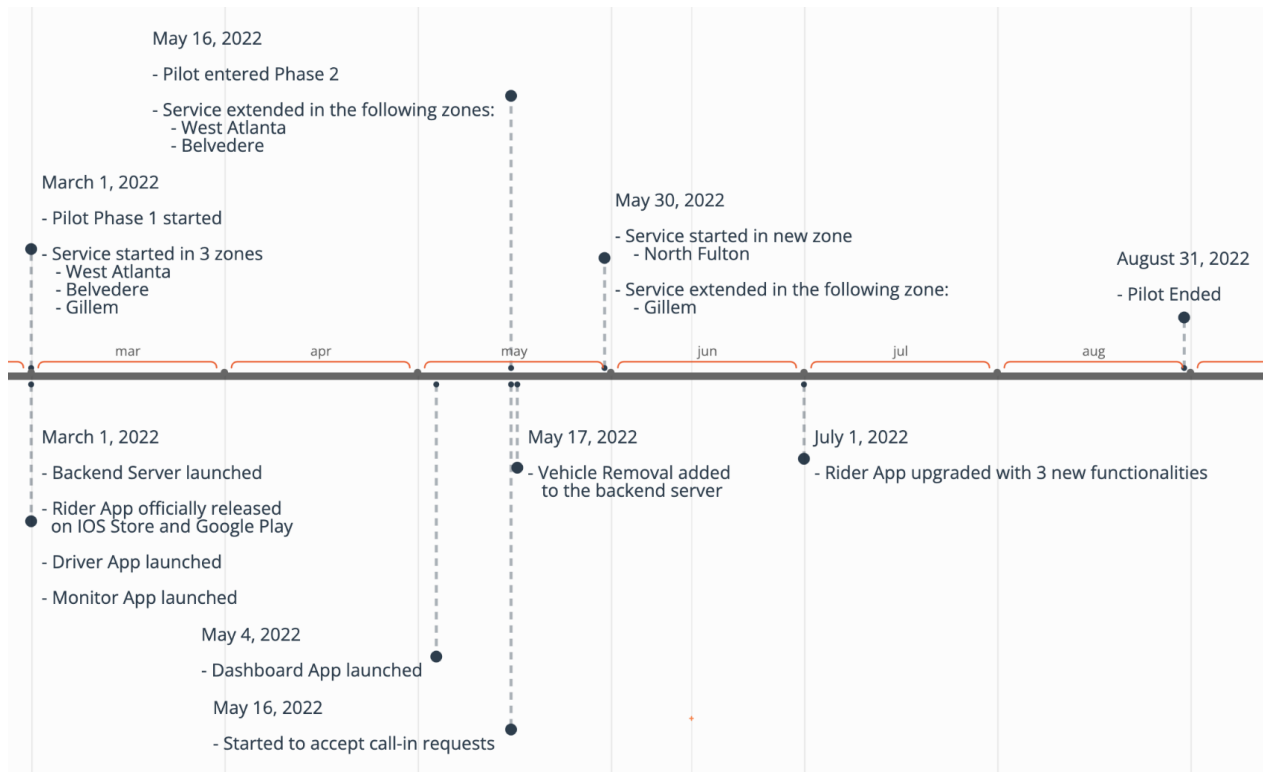 May 16, 2022
- Pilot entered Phase 2
- Service extended in the following zones:
- West Atlanta
- Belvedere
March 1, 2022
- Pilot Phase 1 started
- Service started in 3 zones
- West Atlanta
- Belvedere
- Gillem
May 30, 2022
- Service started in new zone
- North Fulton
- Service extended in the following zone:
- Gillem
August 31, 2022
- Pilot Ended
mar
apr
may
jun
jul
aug
March 1, 2022
- Backend Server launched
- Rider App officially released
on IOS Store and Google Play
- Driver App launched
- Monitor App launched
May 4, 2022
- Dashboard App launched
May 16, 2022
- Started to accept call-in requests
May 17, 2022
- Vehicle Removal added
to the backend server
July 1, 2022
- Rider App upgraded with 3 new functionalities